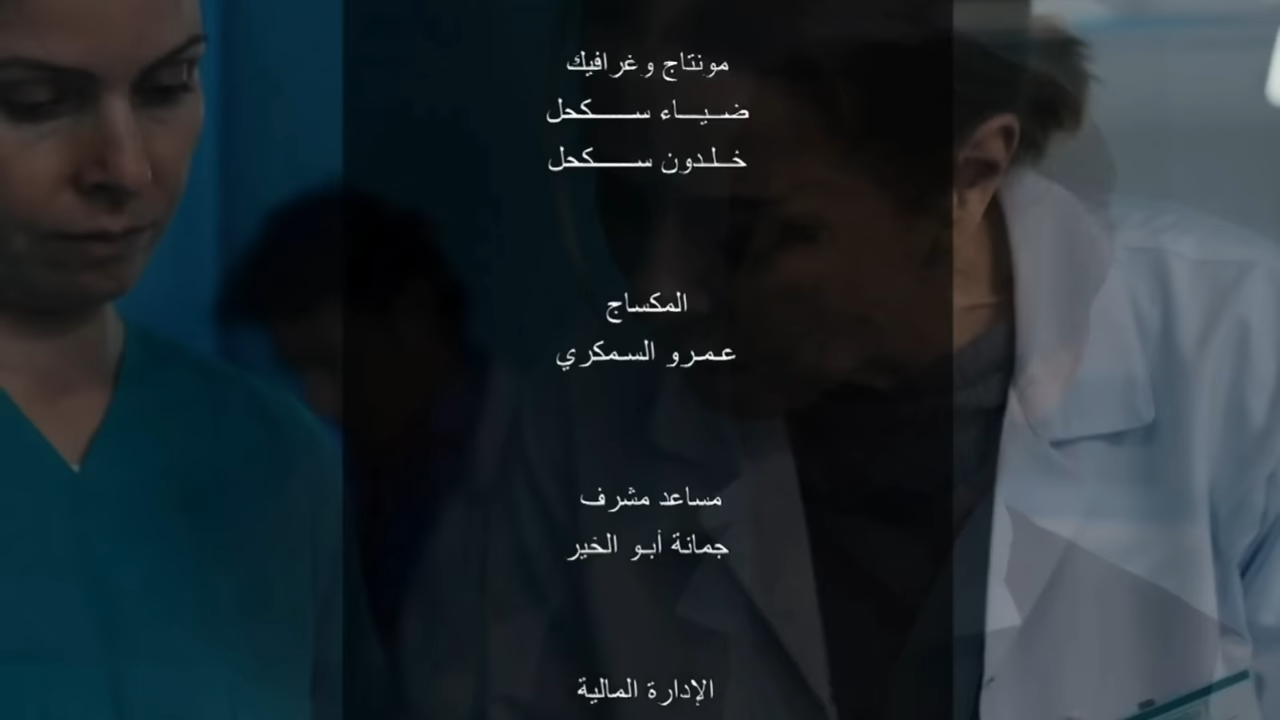 مونتاج وغرافيك
ضياء سكحل
خلدون سكحل
المكساج
عمرو السمكري
مساعد مشرف
جمانة أبو الخير
الإدارة المالية